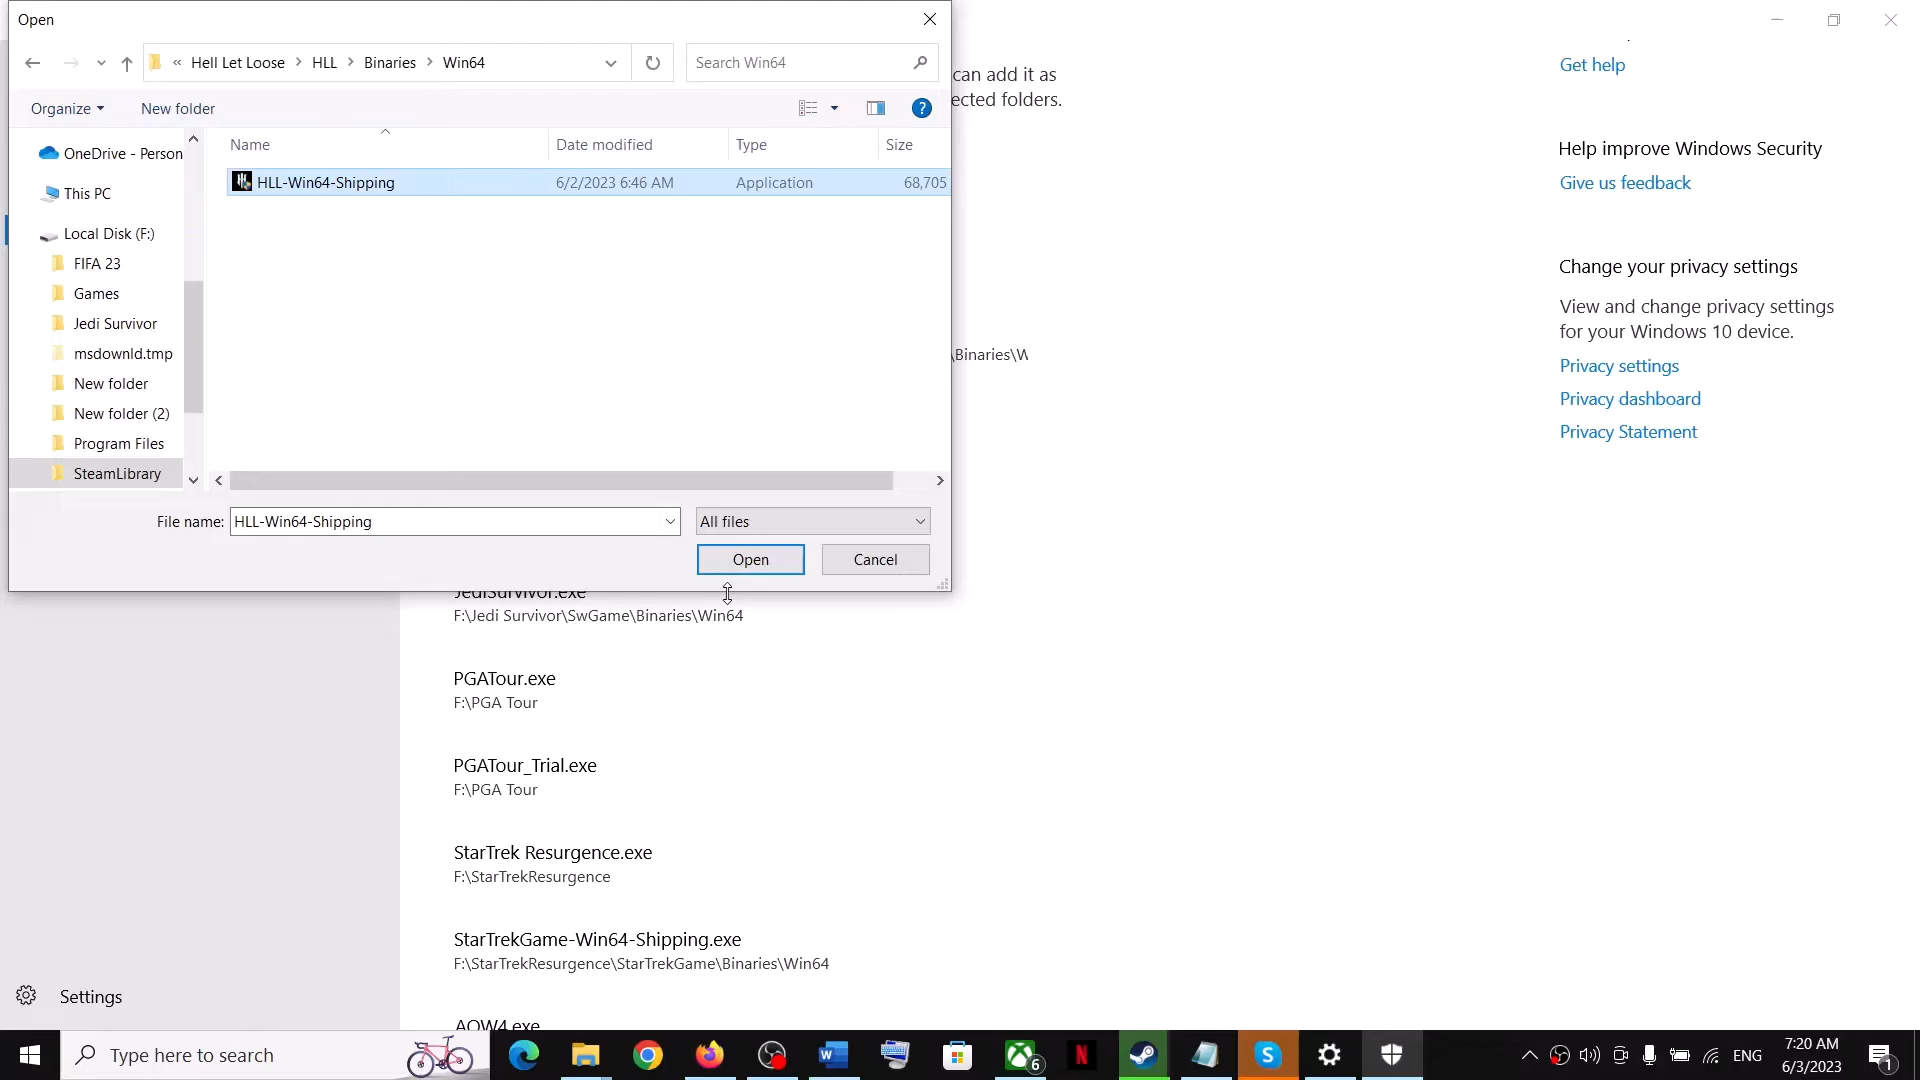 Open
« Hell Let Loose > HLL > Binaries > Win64
Search Win64
Organize
New folder
Name
Date modified
Type
Size
OneDrive - Person
This PC
Local Disk (F:)
FIFA 23
Games
Jedi Survivor
msdownld.tmp
New folder
New folder (2)
Program Files
SteamLibrary
HLL-Win64-Shipping 6/2/2023 6:46 AM Application 68,705
File name: HLL-Win64-Shipping
All files
Open
Cancel
can add it as
ected folders.
\Binaries\W
JediSurvivor.exe
F:\Jedi Survivor\SwGame\Binaries\Win64
PGATour.exe
F:\PGA Tour
PGATour_Trial.exe
F:\PGA Tour
StarTrek Resurgence.exe
F:\StarTrekResurgence
StarTrekGame-Win64-Shipping.exe
F:\StarTrekResurgence\StarTrekGame\Binaries\Win64
AOW4.exe
Settings
Get help
Help improve Windows Security
Give us feedback
Change your privacy settings
View and change privacy settings
for your Windows 10 device.
Privacy settings
Privacy dashboard
Privacy Statement
Type here to search
6
ENG
7:20 AM
6/3/2023
1